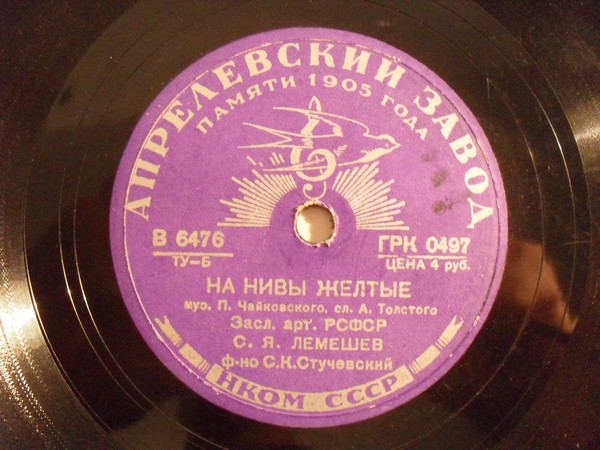 АПРЕЛЕВСКИЙ ЗАВОД
ПАМЯТИ 1905 ГОДА
В 6476
ТУ-Б
ГРК 0497
ЦЕНА 4 руб.
НА НИВЫ ЖЕЛТЫЕ
муз. П. Чайковского, сл. А. Толстого
Засл. арт. РСФСР
С. Я. ЛЕМЕШЕВ
ф-но С.К.Стучевский
НКОМ СССР